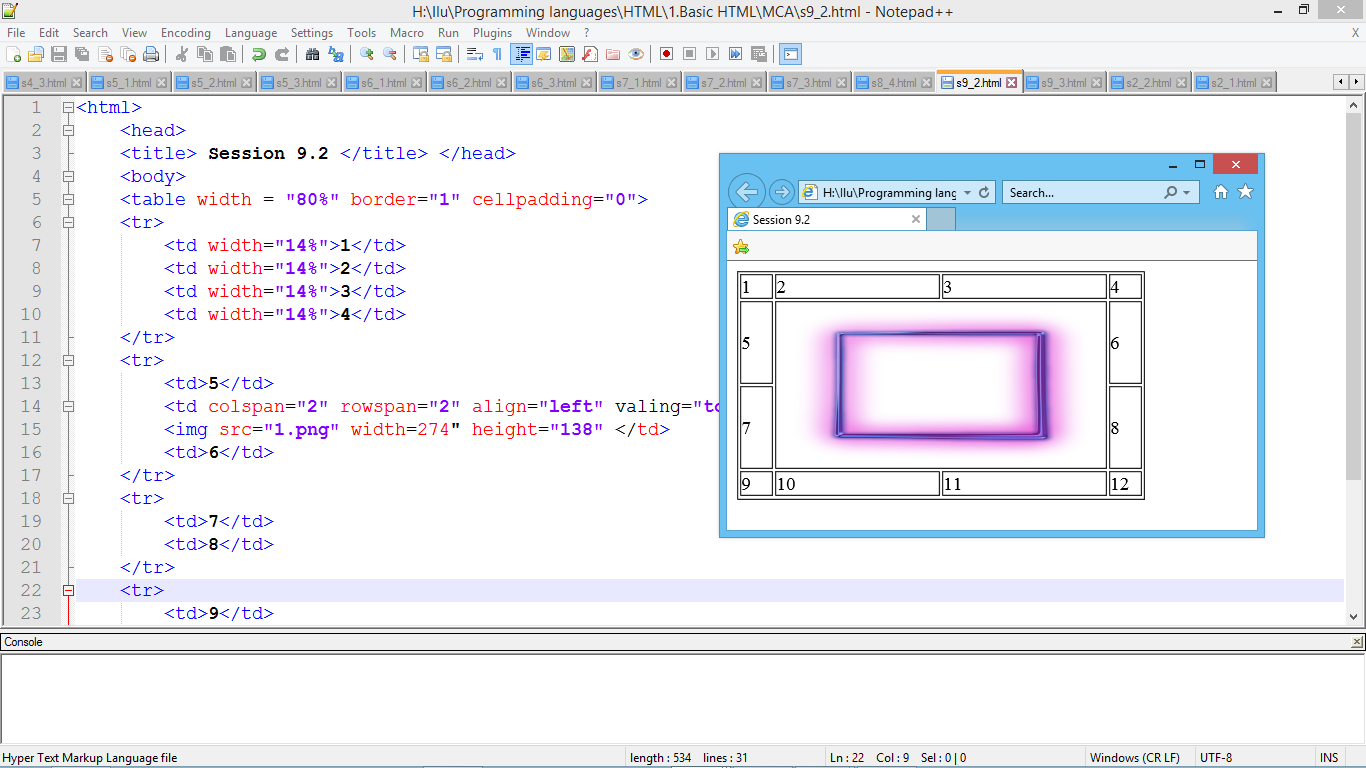 H:\Ilu\Programming languages\HTML\1.Basic HTML\MCA\s9_2.html - Notepad++
File Edit Search View Encoding Language Settings Tools Macro Run Plugins Window ? X
s4_3.html s5_1.html s5_2.html s5_3.html s6_1.html s6_2.html s6_3.html s7_1.html s7_2.html s7_3.html s8_4.html s9_2.html s9_3.html s2_2.html s2_1.html
1 <html>
2 <head>
3 <title> Session 9.2 </title> </head>
4 <body>
5 <table width = "80%" border="1" cellpadding="0">
6 <tr>
7 <td width="14%">1</td>
8 <td width="14%">2</td>
9 <td width="14%">3</td>
10 <td width="14%">4</td>
11 </tr>
12 <tr>
13 <td>5</td>
14 <td colspan="2" rowspan="2" align="left" valing="to
15 <img src="1.png" width=274" height="138" </td>
16 <td>6</td>
17 </tr>
18 <tr>
19 <td>7</td>
20 <td>8</td>
21 </tr>
22 <tr>
23 <td>9</td>
H:\Ilu\Programming lang
Search...
Session 9.2
1 2 3 4
5 6
7 8
9 10 11 12
Console
Hyper Text Markup Language file length : 534 lines : 31 Ln : 22 Col : 9 Sel : 0 | 0 Windows (CR LF) UTF-8 INS